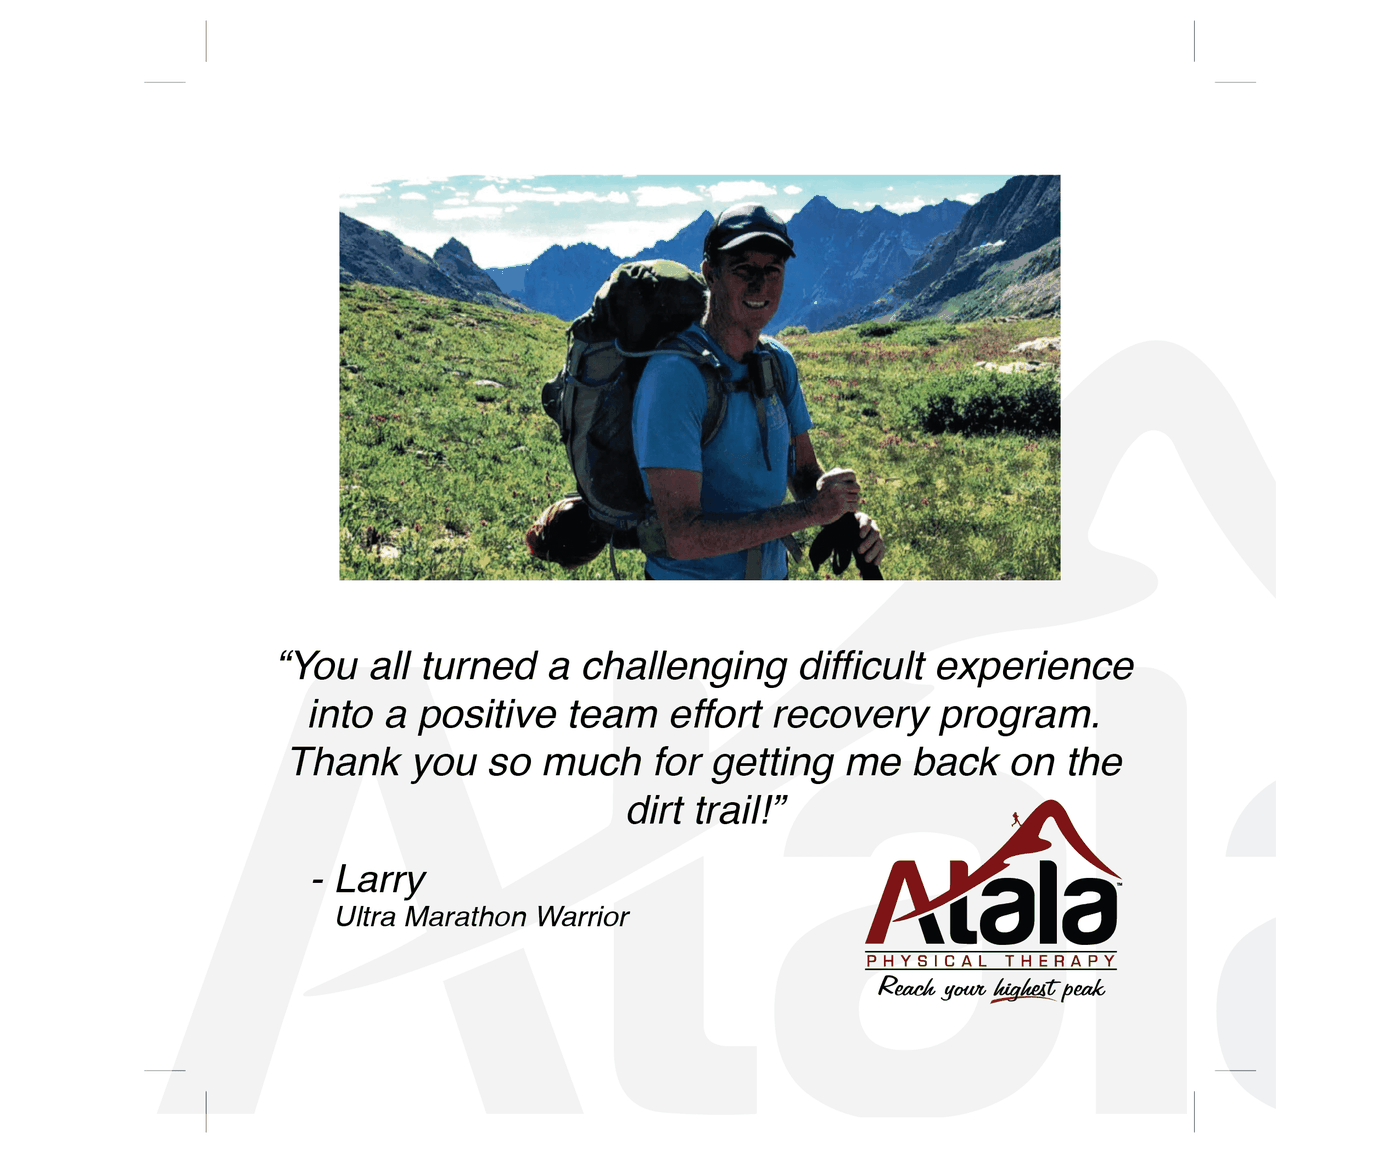 “You all turned a challenging difficult experience
into a positive team effort recovery program.
Thank you so much for getting me back on the
dirt trail!”
- Larry
Ultra Marathon Warrior
Atala™
PHYSICAL THERAPY
Reach your highest peak
Atala